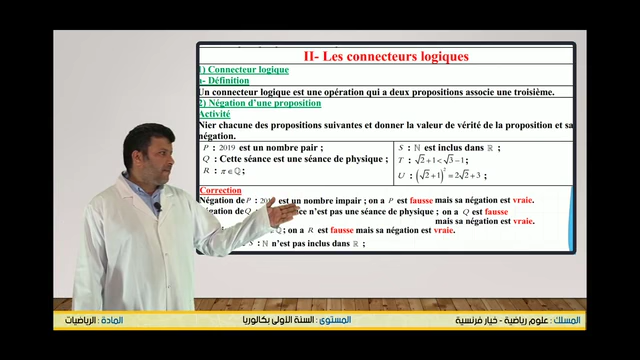 II- Les connecteurs logiques
1) Connecteur logique
a- Définition
Un connecteur logique est une opération qui a deux propositions associe une troisième.
2) Négation d'une proposition
Activité
Nier chacune des propositions suivantes et donner la valeur de vérité de la proposition et sa
négation.
P : 2019 est un nombre pair ;
Q : Cette séance est une séance de physique ;
R : π∈ℚ ;
S : ℕ est inclus dans ℝ ;
T : √2+1<√3−1 ;
U : (√2+1)²=2√2+3 ;
Correction
Négation de P : est un nombre impair ; on a P est fausse mais sa négation est vraie.
Négation de Q : n'est pas une séance de physique ; on a Q est fausse
mais sa négation est vraie.
on a R est fausse mais sa négation est vraie.
S : ℕ n'est pas inclus dans ℝ ;
المسلك : علوم رياضية - خيار فرنسية
المستوى : السنة الأولى بكالوريا
المادة : الرياضيات